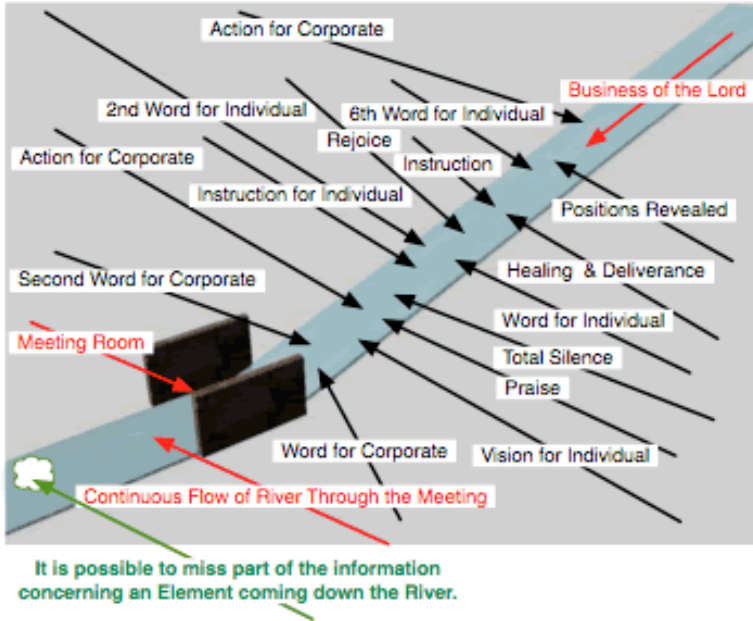 Action for Corporate
Business of the Lord
2nd Word for Individual
6th Word for Individual
Rejoice
Action for Corporate
Instruction
Instruction for Individual
Positions Revealed
Second Word for Corporate
Healing & Deliverance
Word for Individual
Meeting Room
Total Silence
Praise
Word for Corporate
Vision for Individual
Continuous Flow of River Through the Meeting
It is possible to miss part of the information
concerning an Element coming down the River.